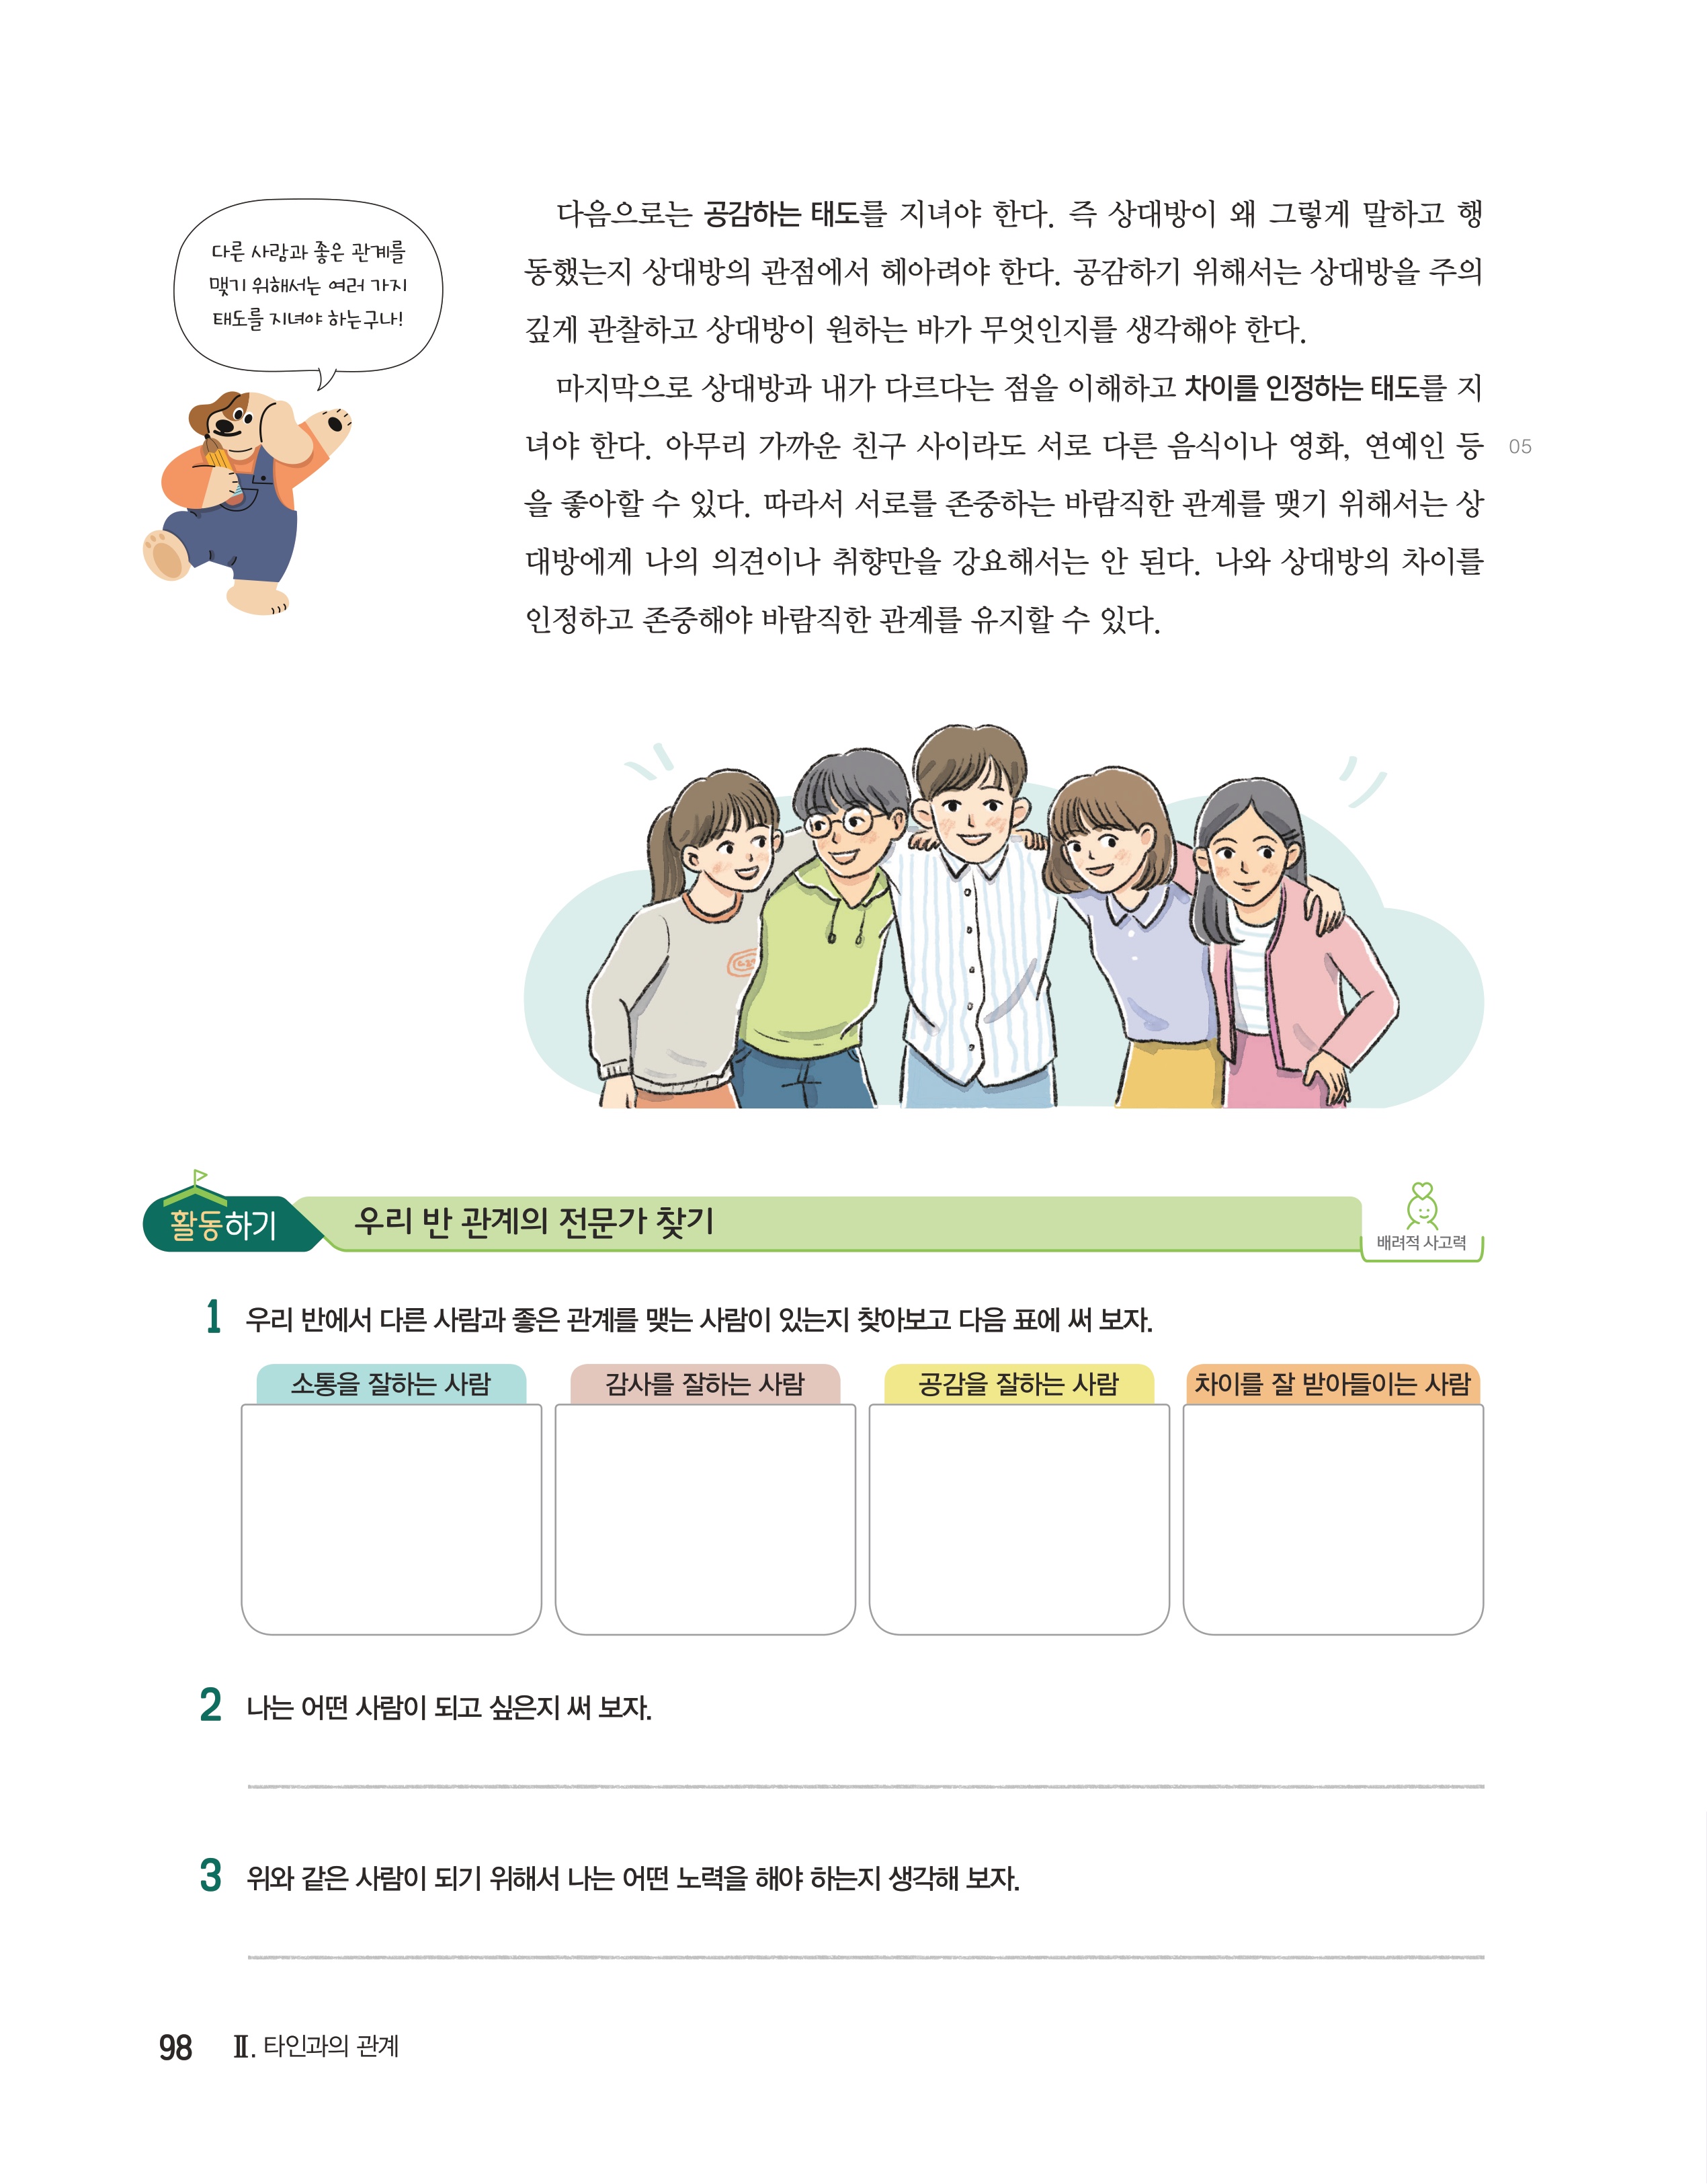 다른 사람과 좋은 관계를
맺기 위해서는 여러 가지
태도를 지녀야 하는구나!
다음으로는 공감하는 태도를 지녀야 한다. 즉 상대방이 왜 그렇게 말하고 행
동했는지 상대방의 관점에서 헤아려야 한다. 공감하기 위해서는 상대방을 주의
깊게 관찰하고 상대방이 원하는 바가 무엇인지를 생각해야 한다.
마지막으로 상대방과 내가 다르다는 점을 이해하고 차이를 인정하는 태도를 지
녀야 한다. 아무리 가까운 친구 사이라도 서로 다른 음식이나 영화, 연예인 등
05
을 좋아할 수 있다. 따라서 서로를 존중하는 바람직한 관계를 맺기 위해서는 상
대방에게 나의 의견이나 취향만을 강요해서는 안 된다. 나와 상대방의 차이를
인정하고 존중해야 바람직한 관계를 유지할 수 있다.
활동하기
우리 반 관계의 전문가 찾기
배려적 사고력
1 우리 반에서 다른 사람과 좋은 관계를 맺는 사람이 있는지 찾아보고 다음 표에 써 보자.
소통을 잘하는 사람
감사를 잘하는 사람
공감을 잘하는 사람
차이를 잘 받아들이는 사람
2 나는 어떤 사람이 되고 싶은지 써 보자.
3 위와 같은 사람이 되기 위해서 나는 어떤 노력을 해야 하는지 생각해 보자.
98 Ⅱ. 타인과의 관계